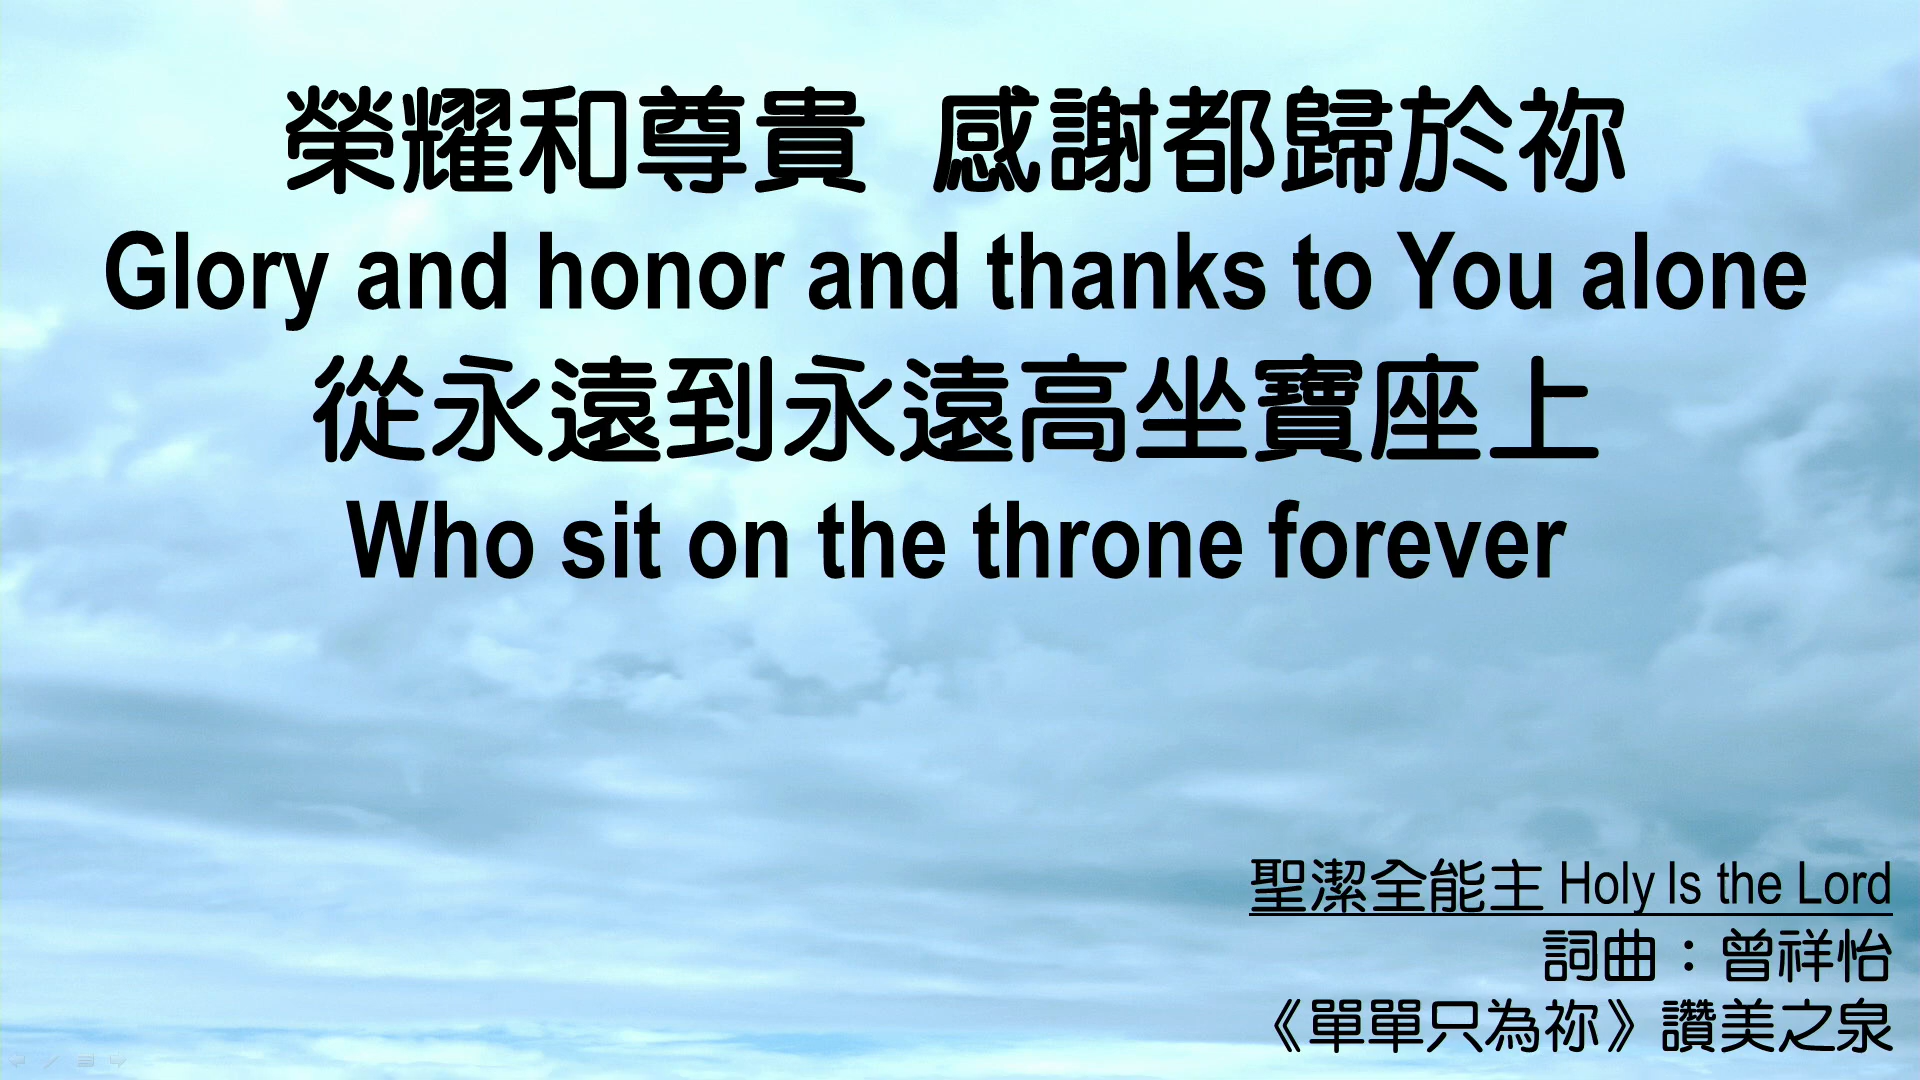 榮耀和尊貴 感謝都歸於祢
Glory and honor and thanks to You alone
從永遠到永遠高坐寶座上
Who sit on the throne forever
聖潔全能主 Holy Is the Lord
詞曲：曾祥怡
《單單只為祢》讚美之泉